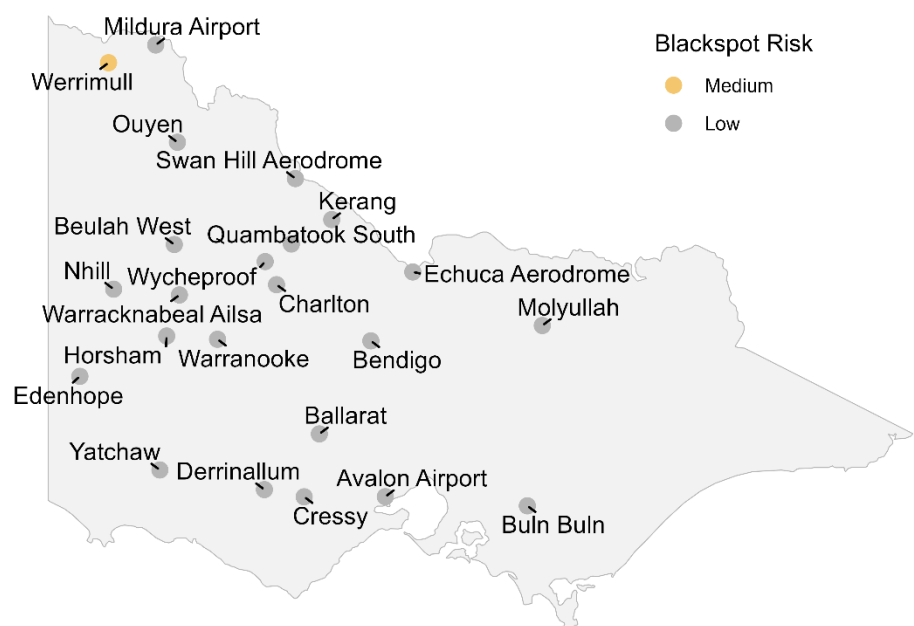 Mildura Airport
Blackspot Risk
Werrimull
Medium
Low
Ouyen
Swan Hill Aerodrome
Kerang
Beulah West
Quambatook South
Nhill
Wycheproof
Echuca Aerodrome
Charlton
Molyullah
Warracknabeal Ailsa
Horsham
Warranooke
Bendigo
Edenhope
Ballarat
Yatchaw
Derrinallum
Avalon Airport
Cressy
Buln Buln